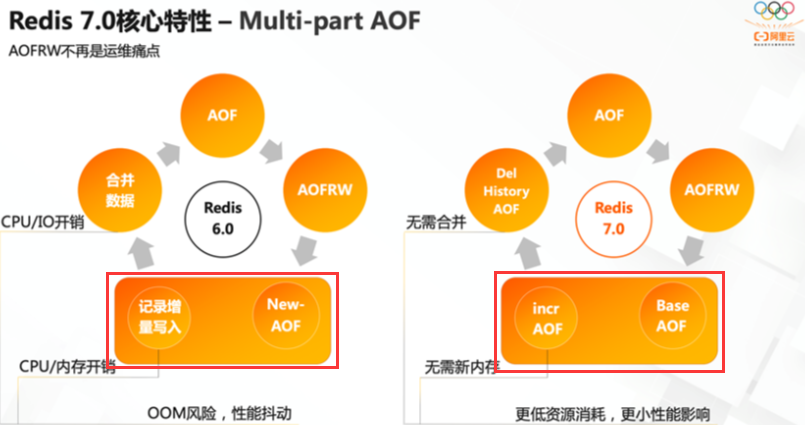 Redis 7.0核心特性 – Multi-part AOF
AOFRW不再是运维痛点
阿里云
AOF
合并
数据
AOFRW
Redis
6.0
CPU/IO开销
记录增
量写入
New-
AOF
CPU/内存开销
OOM风险，性能抖动
AOF
Del
History
AOF
AOFRW
Redis
7.0
无需合并
incr
AOF
Base
AOF
无需新内存
更低资源消耗，更小性能影响